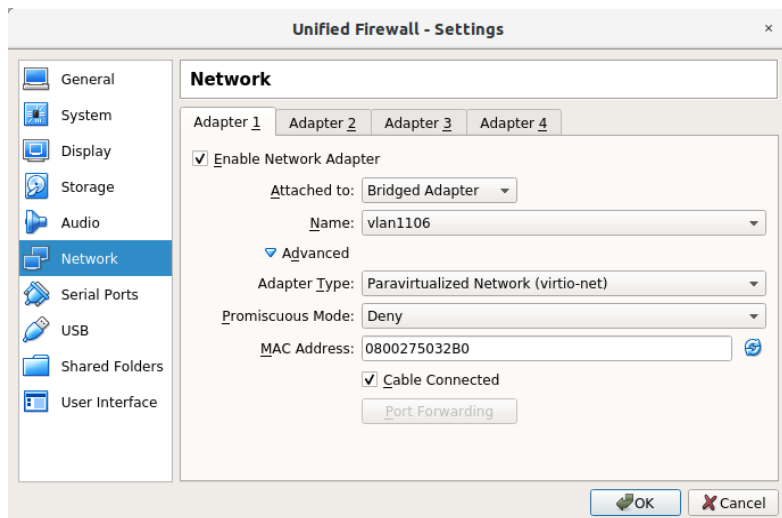 Unified Firewall - Settings
×
General
System
Display
Storage
Audio
Network
Serial Ports
USB
Shared Folders
User Interface
Network
Adapter 1 Adapter 2 Adapter 3 Adapter 4
Enable Network Adapter
Attached to: Bridged Adapter
Name: vlan1106
Advanced
Adapter Type: Paravirtualized Network (virtio-net)
Promiscuous Mode: Deny
MAC Address: 0800275032B0
Cable Connected
Port Forwarding
OK Cancel